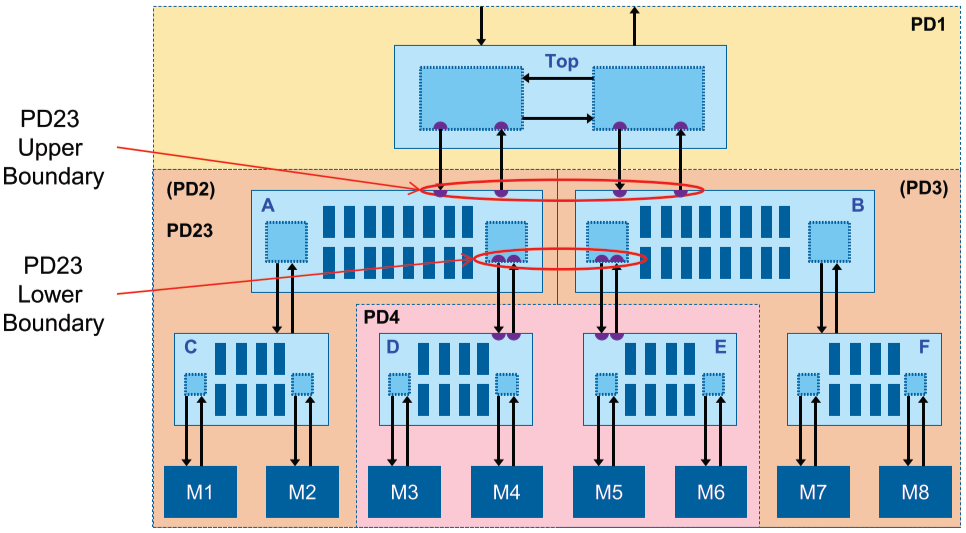 PD1
Top
PD23
Upper
Boundary
(PD2)
(PD3)
A
B
PD23
PD23
Lower
Boundary
PD4
C
D
E
F
M1
M2
M3
M4
M5
M6
M7
M8